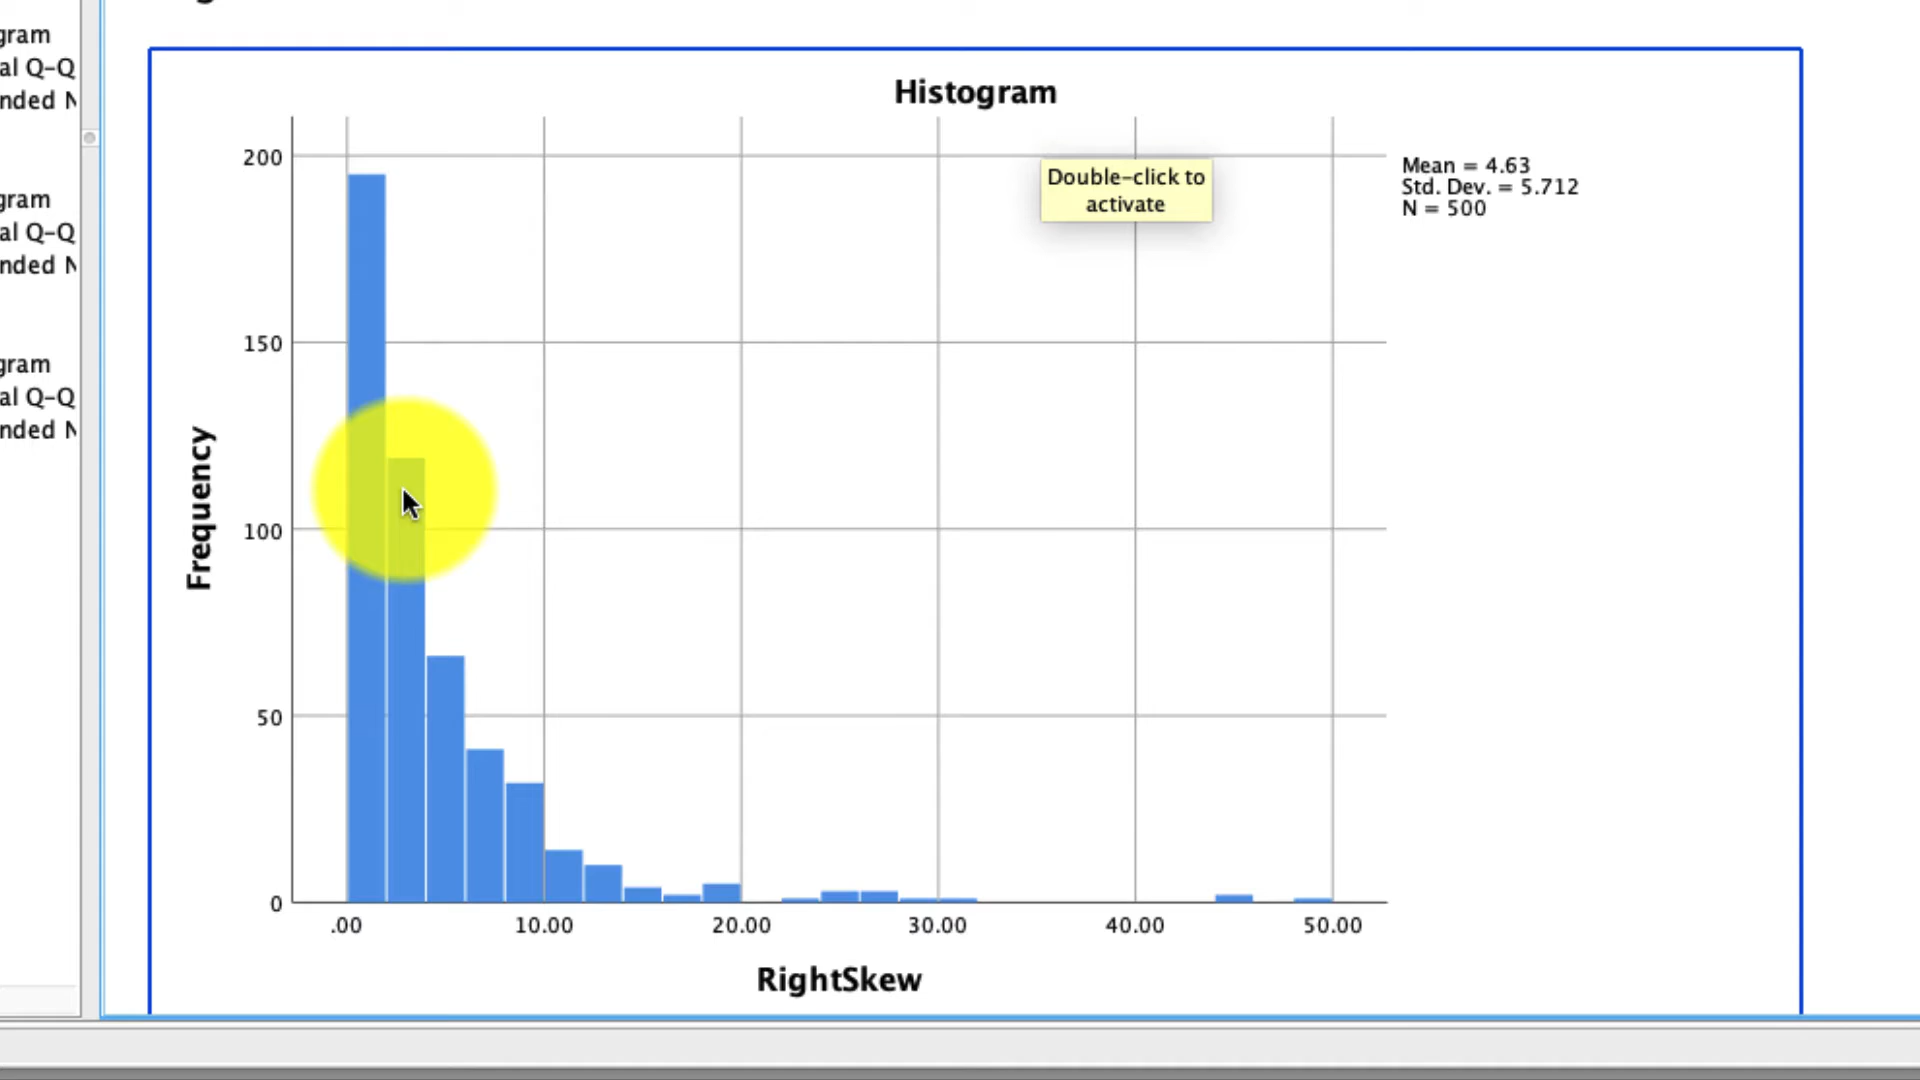 gram
al Q-Q
nded N
gram
al Q-Q
nded N
gram
al Q-Q
nded N
Histogram
Double-click to
activate
Mean = 4.63
Std. Dev. = 5.712
N = 500
Frequency
200
150
100
50
0
.00 10.00 20.00 30.00 40.00 50.00
RightSkew